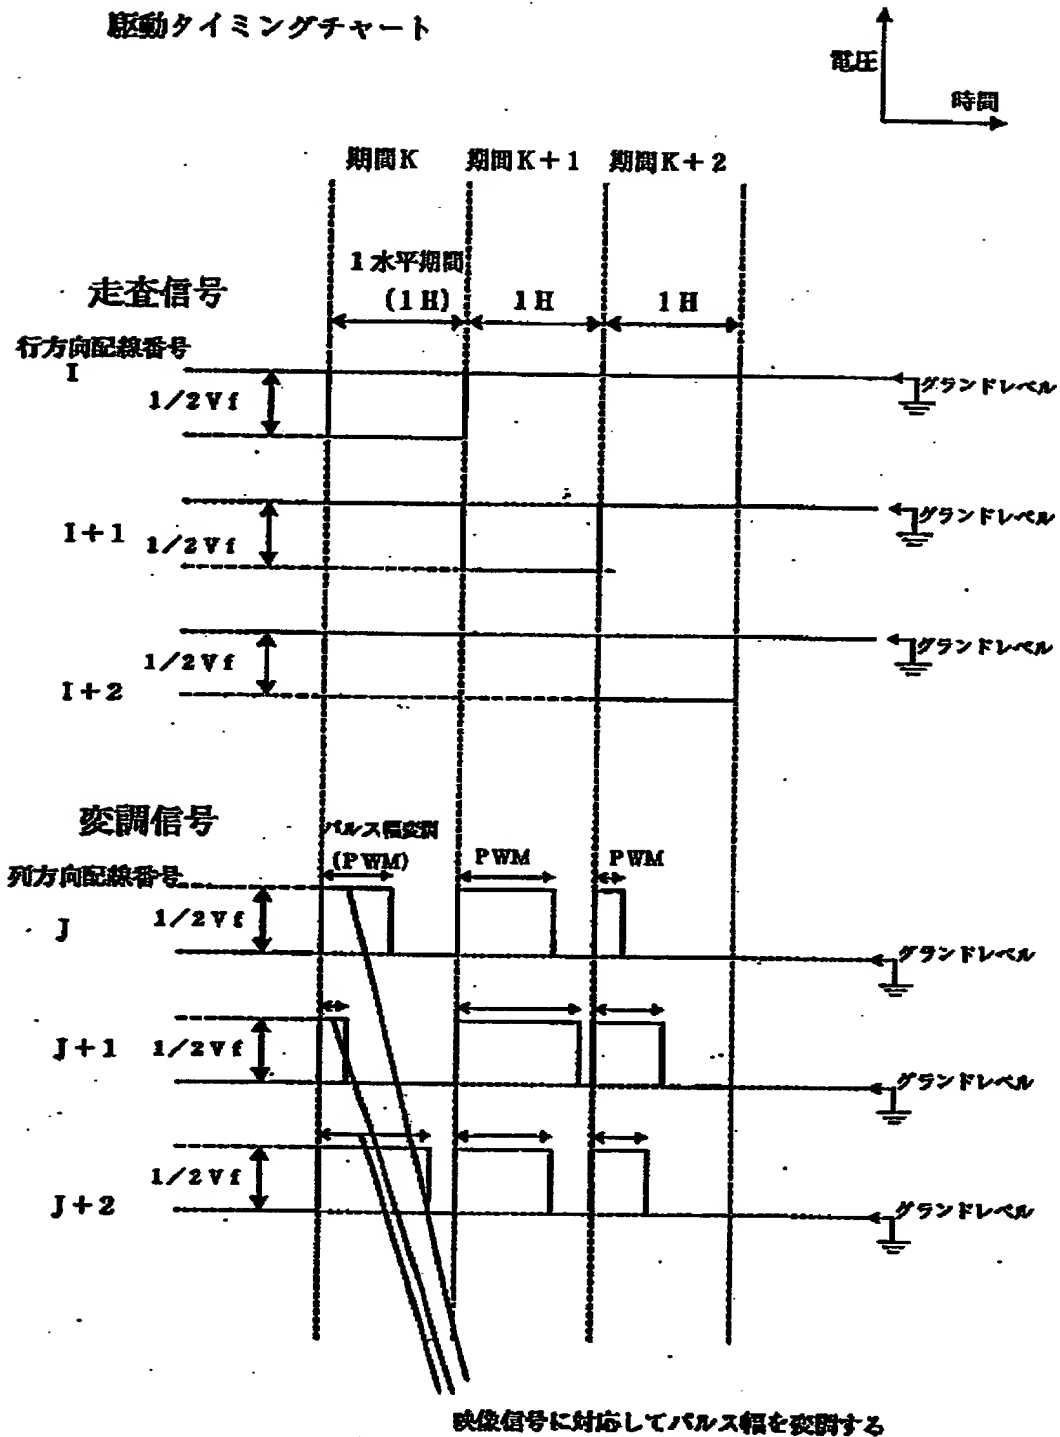 駆動タイミングチャート
電圧
時間
期間K 期間K+1 期間K+2
1水平期間
走査信号
(1H) 1H 1H
行方向配線番号
I
1/2Vf
グランドレベル
I+1
1/2Vf
グランドレベル
I+2
1/2Vf
グランドレベル
変調信号
パルス幅変調
(PWM) PWM PWM
列方向配線番号
J
1/2Vf
グランドレベル
J+1
1/2Vf
グランドレベル
J+2
1/2Vf
グランドレベル
映像信号に対応してパルス幅を変調する